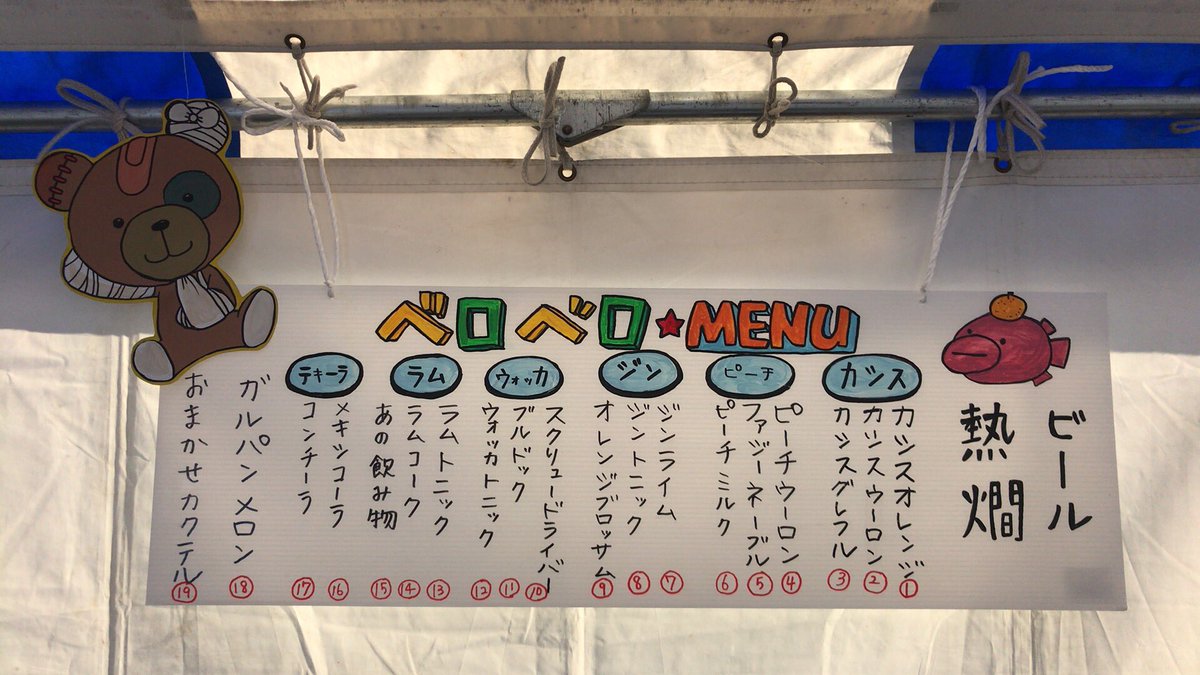 ベロベロ★MENU
ビール
熱燗
カシス
カシスオレンジ ①
カシスウーロン ②
カシスグレフル ③
ピーチ
ピーチウーロン ④
ファジーネーブル ⑤
ピーチミルク ⑥
ジン
ジンライム ⑦
ジントニック ⑧
オレンジブロッサム ⑨
ウォッカ
スクリュードライバー ⑩
ブルドック ⑪
ウォッカトニック ⑫
ラム
ラムトニック ⑬
ラムコーク ⑭
あの飲み物 ⑮
テキーラ
メキシコーラ ⑯
コンチーラ ⑰
ガルパンメロン ⑱
おまかせカクテル ⑲